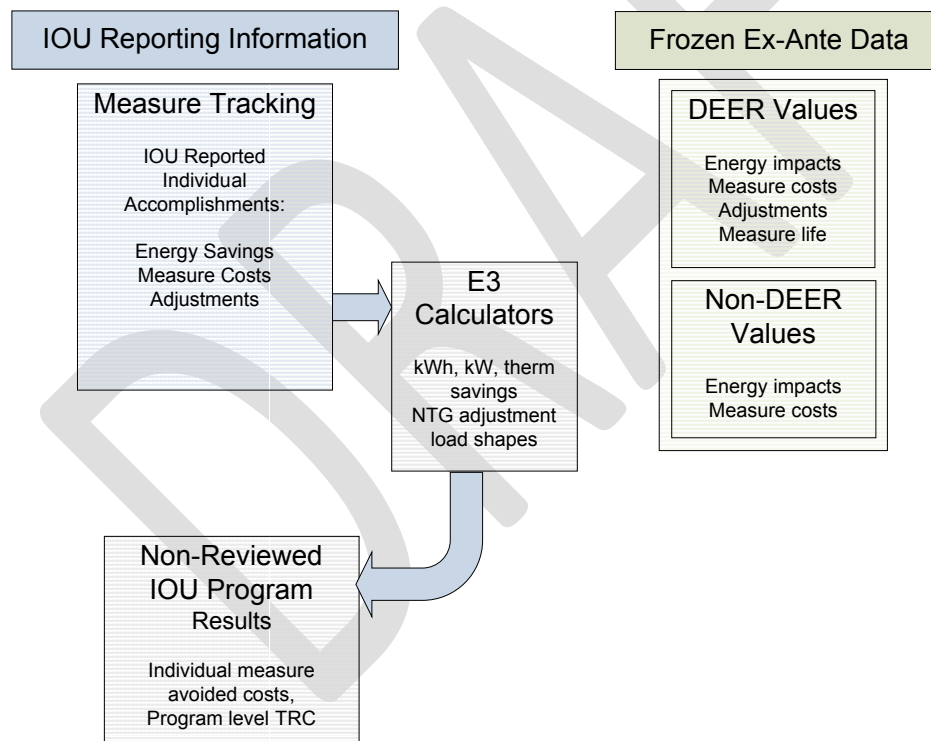 IOU Reporting Information
Frozen Ex-Ante Data
Measure Tracking
IOU Reported
Individual
Accomplishments:
Energy Savings
Measure Costs
Adjustments
DEER Values
Energy impacts
Measure costs
Adjustments
Measure life
E3
Calculators
kWh, kW, therm
savings
NTG adjustment
load shapes
Non-DEER
Values
Energy impacts
Measure costs
Non-Reviewed
IOU Program
Results
Individual measure
avoided costs,
Program level TRC
DRA